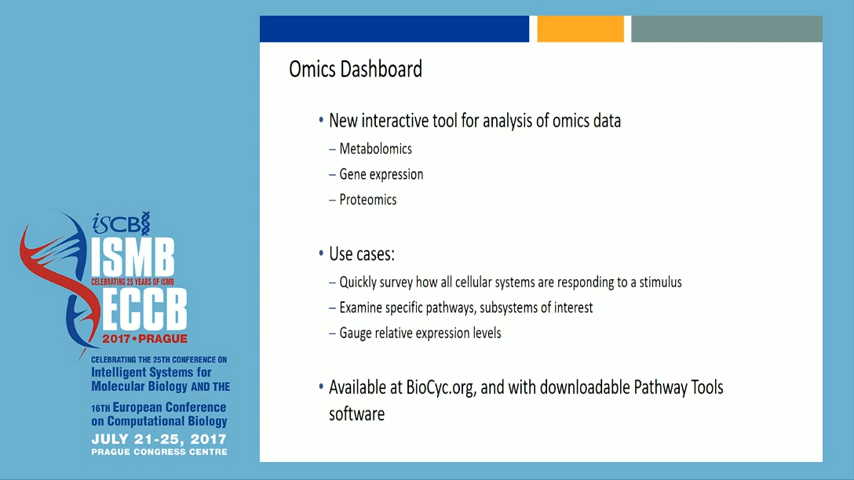 Omics Dashboard
• New interactive tool for analysis of omics data
– Metabolomics
– Gene expression
– Proteomics
• Use cases:
– Quickly survey how all cellular systems are responding to a stimulus
– Examine specific pathways, subsystems of interest
– Gauge relative expression levels
• Available at BioCyc.org, and with downloadable Pathway Tools
software
iSCB
ISMB
CELEBRATING 25 YEARS OF ISMB
ECCB
2017 • PRAGUE
CELEBRATING THE 25TH CONFERENCE ON
Intelligent Systems for
Molecular Biology AND THE
16TH European Conference
on Computational Biology
JULY 21-25, 2017
PRAGUE CONGRESS CENTRE